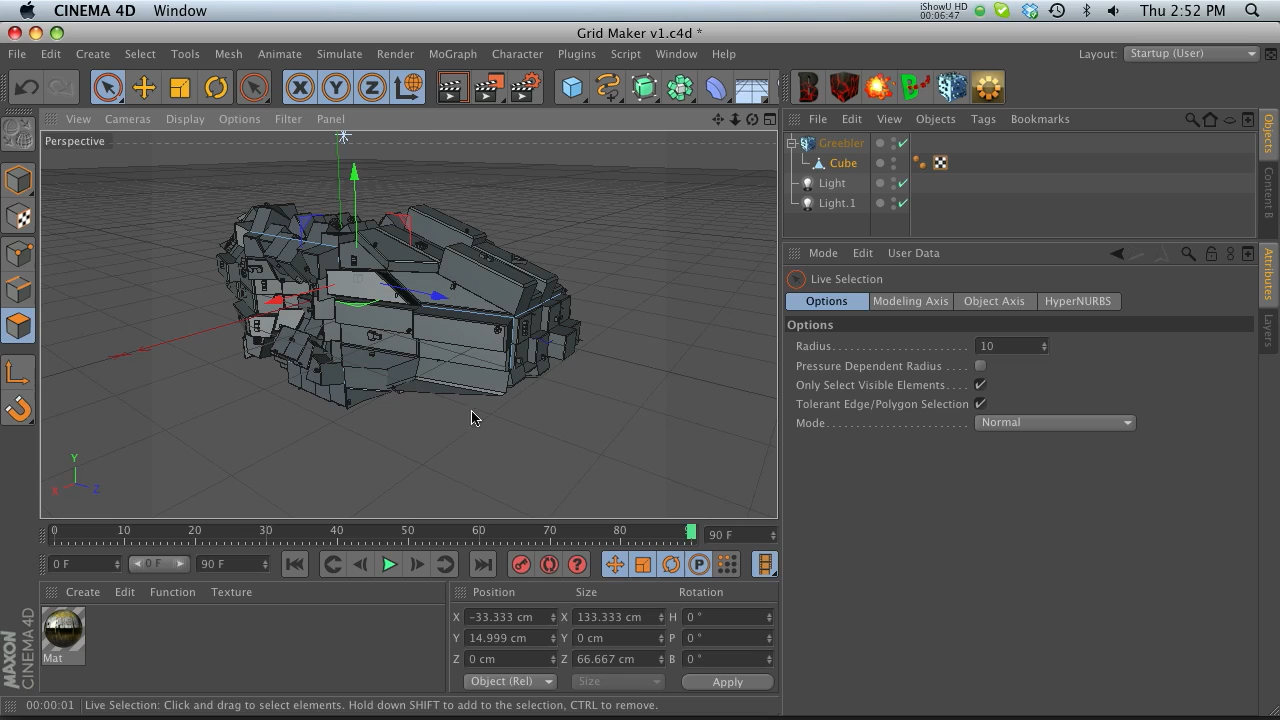 CINEMA 4D Window
iShowU HD
00:06:47
Thu 2:52 PM
Grid Maker v1.c4d *
File Edit Create Select Tools Mesh Animate Simulate Render MoGraph Character Plugins Script Window Help
Layout: Startup (User)
X Y Z
View Cameras Display Options Filter Panel
Perspective
Y
X Z
File Edit View Objects Tags Bookmarks
Greebler
Cube
Light
Light.1
Objects
Content B
Mode Edit User Data
Live Selection
Options Modeling Axis Object Axis HyperNURBS
Options
Radius 10
Pressure Dependent Radius
Only Select Visible Elements
Tolerant Edge/Polygon Selection
Mode Normal
Attributes
Layers
0 10 20 30 40 50 60 70 80 90 F
0 F 0 F 90 F
P
Create Edit Function Texture
Mat
Position Size Rotation
X -33.333 cm X 133.333 cm H 0 °
Y 14.999 cm Y 0 cm P 0 °
Z 0 cm Z 66.667 cm B 0 °
Object (Rel) Size Apply
MAXON
CINEMA 4D
00:00:01 Live Selection: Click and drag to select elements. Hold down SHIFT to add to the selection, CTRL to remove.